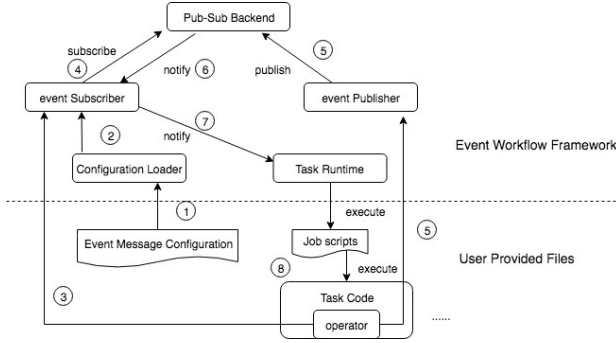 Pub-Sub Backend
subscribe
4
notify
6
5
publish
event Subscriber
event Publisher
7
notify
2
Event Workflow Framework
Configuration Loader
Task Runtime
1
execute
5
Event Message Configuration
Job scripts
User Provided Files
8
execute
3
Task Code
operator
......